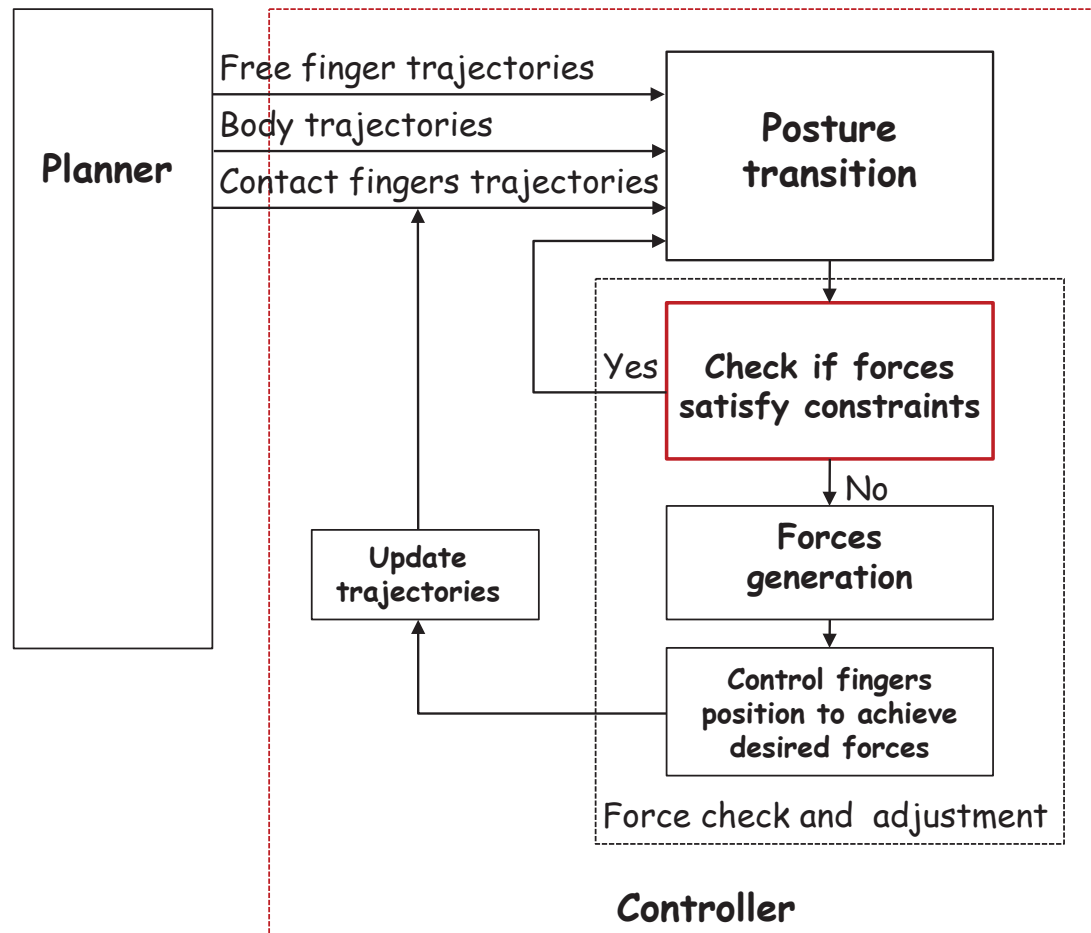 Planner
Free finger trajectories
Body trajectories
Contact fingers trajectories
Posture
transition
Yes
Check if forces
satisfy constraints
No
Forces
generation
Update
trajectories
Control fingers
position to achieve
desired forces
Force check and adjustment
Controller